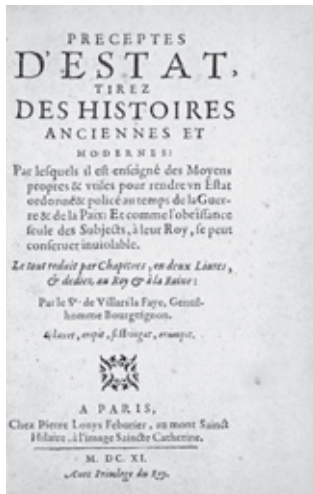 PRECEPTES
D'ESTAT,
TIREZ
DES HISTOIRES
ANCIENNES ET
MODERNES:
Par lesquels il est enseigné des Moyens
propres & vtiles pour rendre vn Estat
ordonné & policé au temps de la Guer-
re & de la Paix: Et comme l'obeissance
seule des Subjects, à leur Roy, se peut
conseruer inuiolable.
Le tout reduit par Chapitres, en deux Liures,
& dediez au Roy & à la Raine:
Par le Sr. de Villars la Faye, Gentil-
homme Bourguignon.
A PARIS,
Chez Pierre Louys Feburier, au mont Sainct
Hilaire, à l'image Saincte Catherine.
M. DC. XI.
Auec Priuilege du Roy.